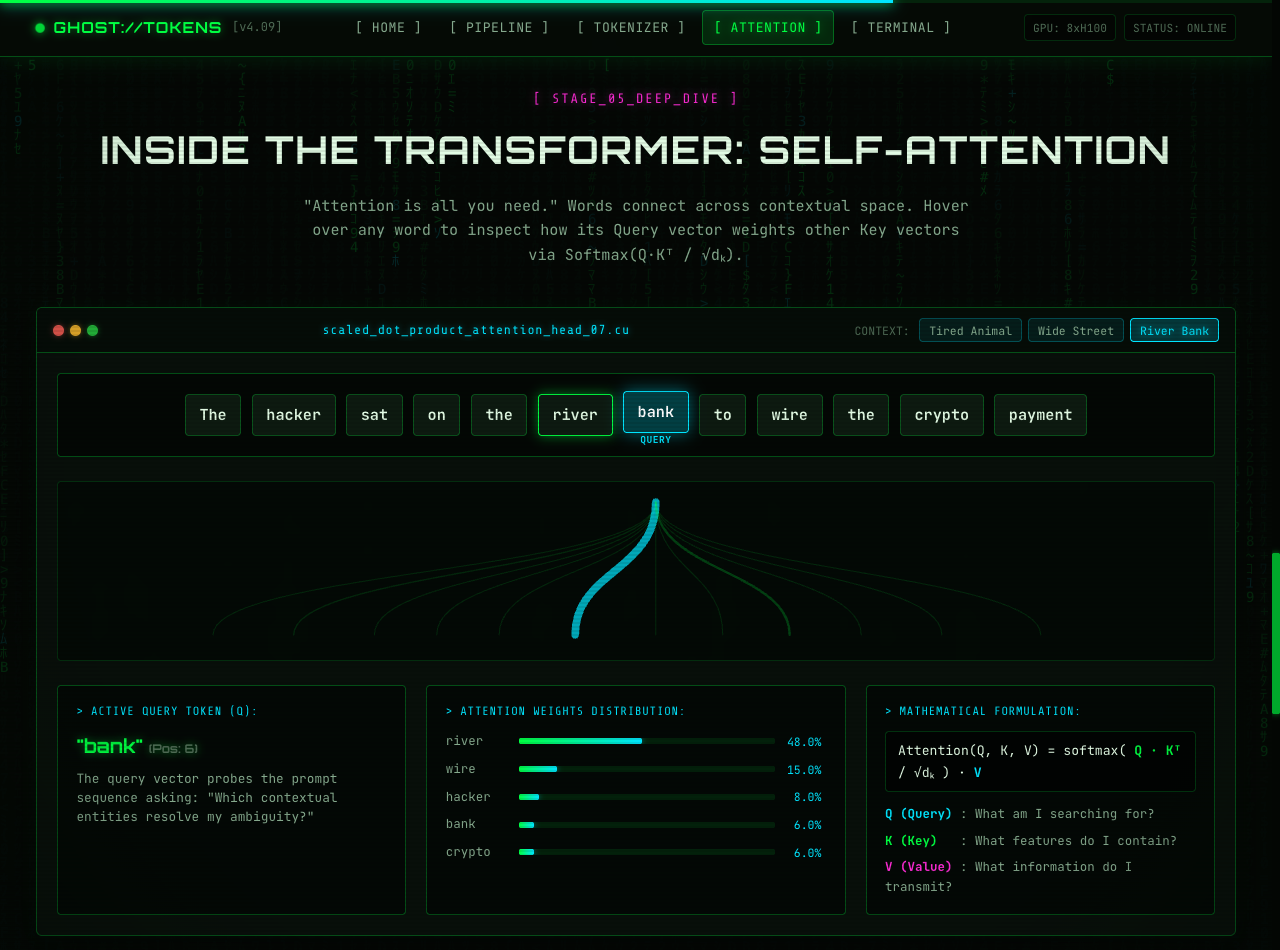 GHOST://TOKENS [v4.09] [ HOME ] [ PIPELINE ] [ TOKENIZER ] [ ATTENTION ] [ TERMINAL ] GPU: 8xH100 STATUS: ONLINE
[ STAGE_05_DEEP_DIVE ]
INSIDE THE TRANSFORMER: SELF-ATTENTION
"Attention is all you need." Words connect across contextual space. Hover
over any word to inspect how its Query vector weights other Key vectors
via Softmax(Q·Kᵀ / √dₖ).
scaled_dot_product_attention_head_07.cu CONTEXT: Tired Animal Wide Street River Bank
The hacker sat on the river bank to wire the crypto payment
QUERY
> ACTIVE QUERY TOKEN (Q):
"bank" (Pos: 6)
The query vector probes the prompt
sequence asking: "Which contextual
entities resolve my ambiguity?"
> ATTENTION WEIGHTS DISTRIBUTION:
river 48.0%
wire 15.0%
hacker 8.0%
bank 6.0%
crypto 6.0%
> MATHEMATICAL FORMULATION:
Attention(Q, K, V) = softmax( Q · Kᵀ
/ √dₖ ) · V
Q (Query) : What am I searching for?
K (Key) : What features do I contain?
V (Value) : What information do I
transmit?